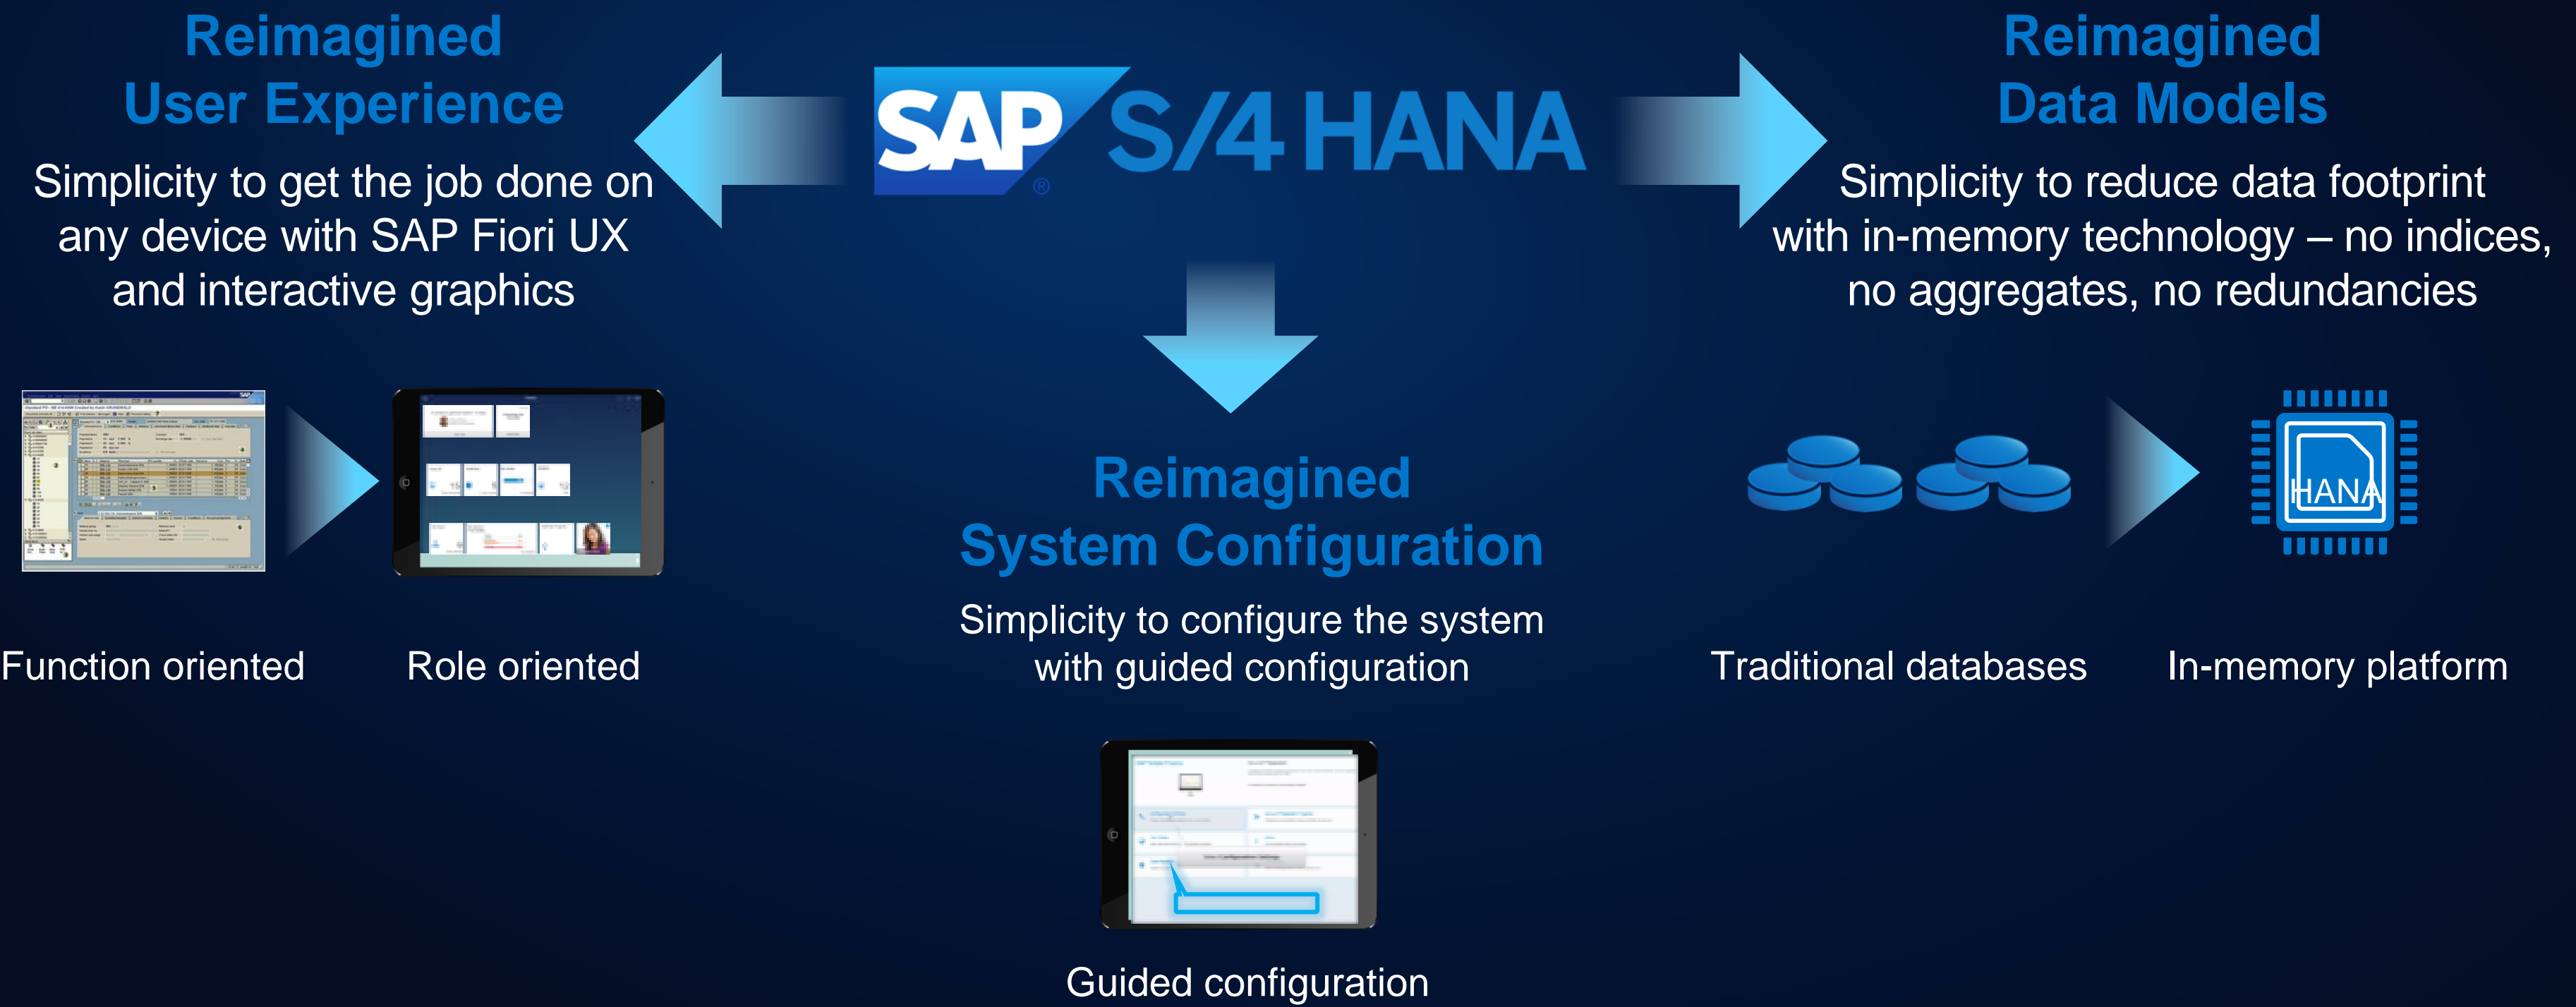 Reimagined
User Experience
Simplicity to get the job done on
any device with SAP Fiori UX
and interactive graphics
Function oriented
Role oriented
SAP S/4 HANA
®
Reimagined
System Configuration
Simplicity to configure the system
with guided configuration
Guided configuration
Reimagined
Data Models
Simplicity to reduce data footprint
with in-memory technology – no indices,
no aggregates, no redundancies
HANA
Traditional databases
In-memory platform